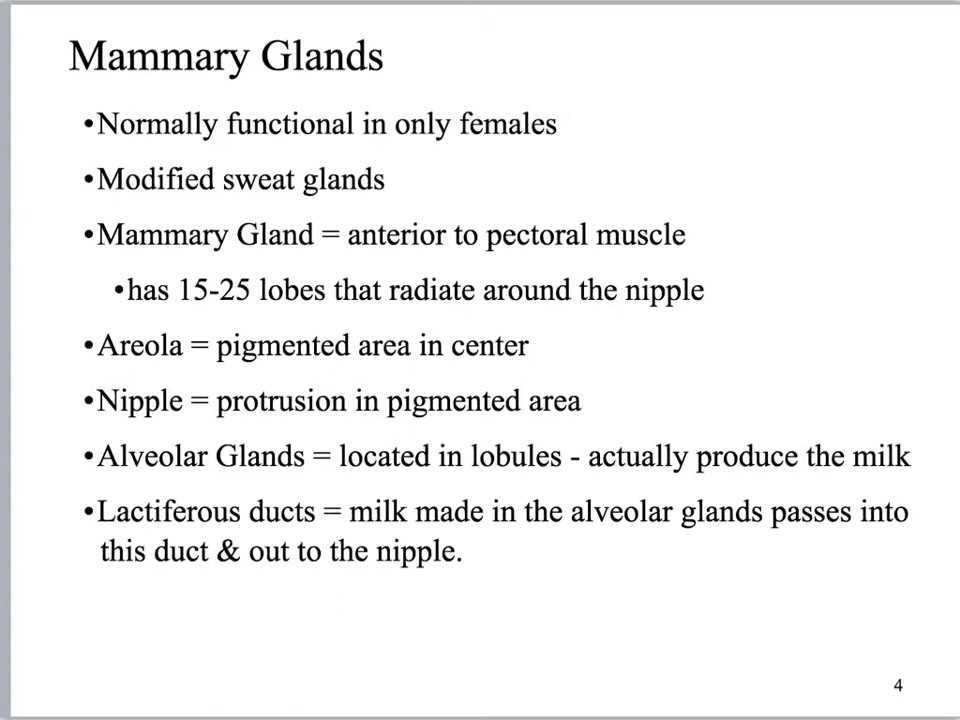 Mammary Glands
•Normally functional in only females
•Modified sweat glands
•Mammary Gland = anterior to pectoral muscle
•has 15-25 lobes that radiate around the nipple
•Areola = pigmented area in center
•Nipple = protrusion in pigmented area
•Alveolar Glands = located in lobules - actually produce the milk
•Lactiferous ducts = milk made in the alveolar glands passes into
this duct & out to the nipple.
4